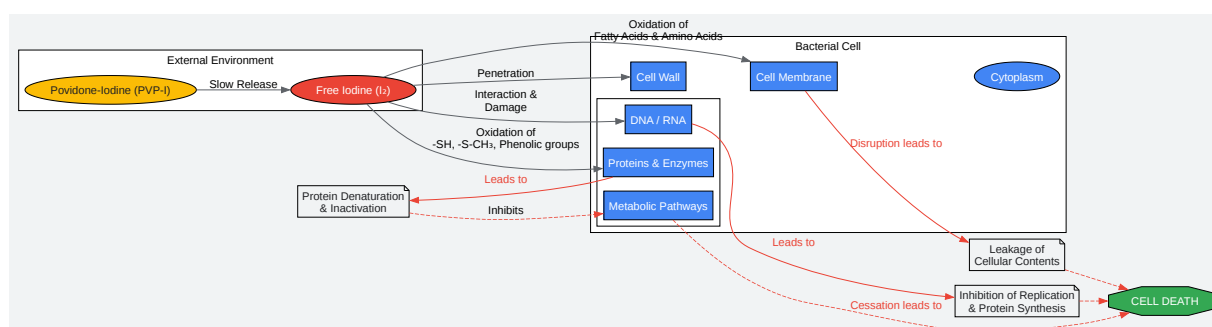 Oxidation of
Fatty Acids & Amino Acids
Bacterial Cell
External Environment
Povidone-Iodine (PVP-I)
Slow Release
Free Iodine (I₂)
Penetration
Cell Wall
Cell Membrane
Cytoplasm
Interaction &
Damage
DNA / RNA
Oxidation of
-SH, -S-CH₃, Phenolic groups
Disruption leads to
Proteins & Enzymes
Leads to
Protein Denaturation
& Inactivation
Inhibits
Metabolic Pathways
Leads to
Leakage of
Cellular Contents
Inhibition of Replication
& Protein Synthesis
Cessation leads to
CELL DEATH